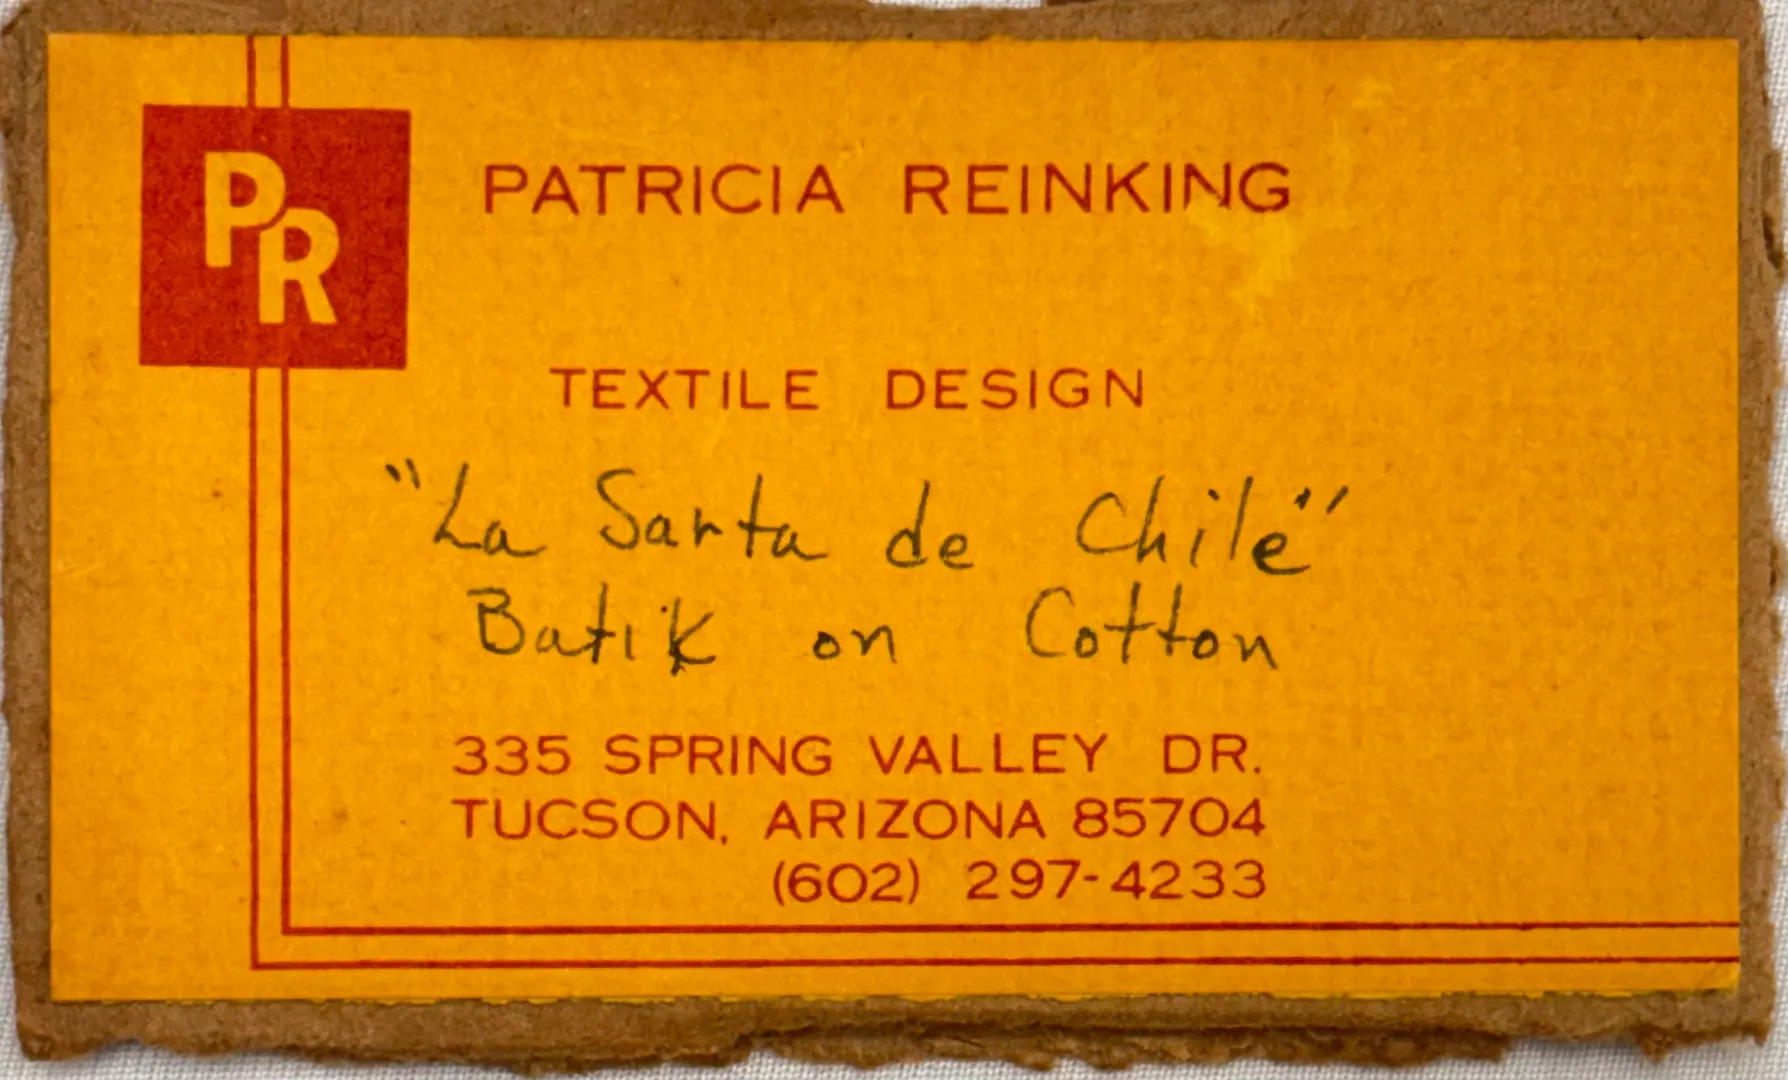 PR
PATRICIA REINKING
TEXTILE DESIGN
"La Sarta de Chile"
Batik on Cotton
335 SPRING VALLEY DR.
TUCSON, ARIZONA 85704
(602) 297-4233